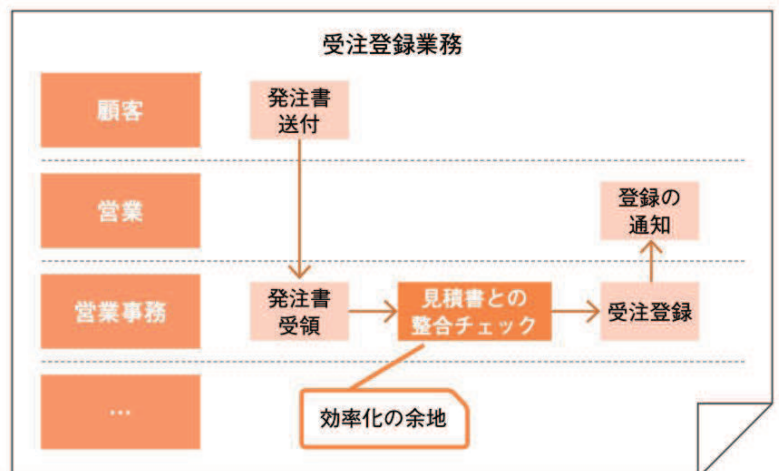 受注登録業務
顧客
発注書
送付
営業
登録の
通知
営業事務
発注書
受領
見積書との
整合チェック
受注登録
…
効率化の余地